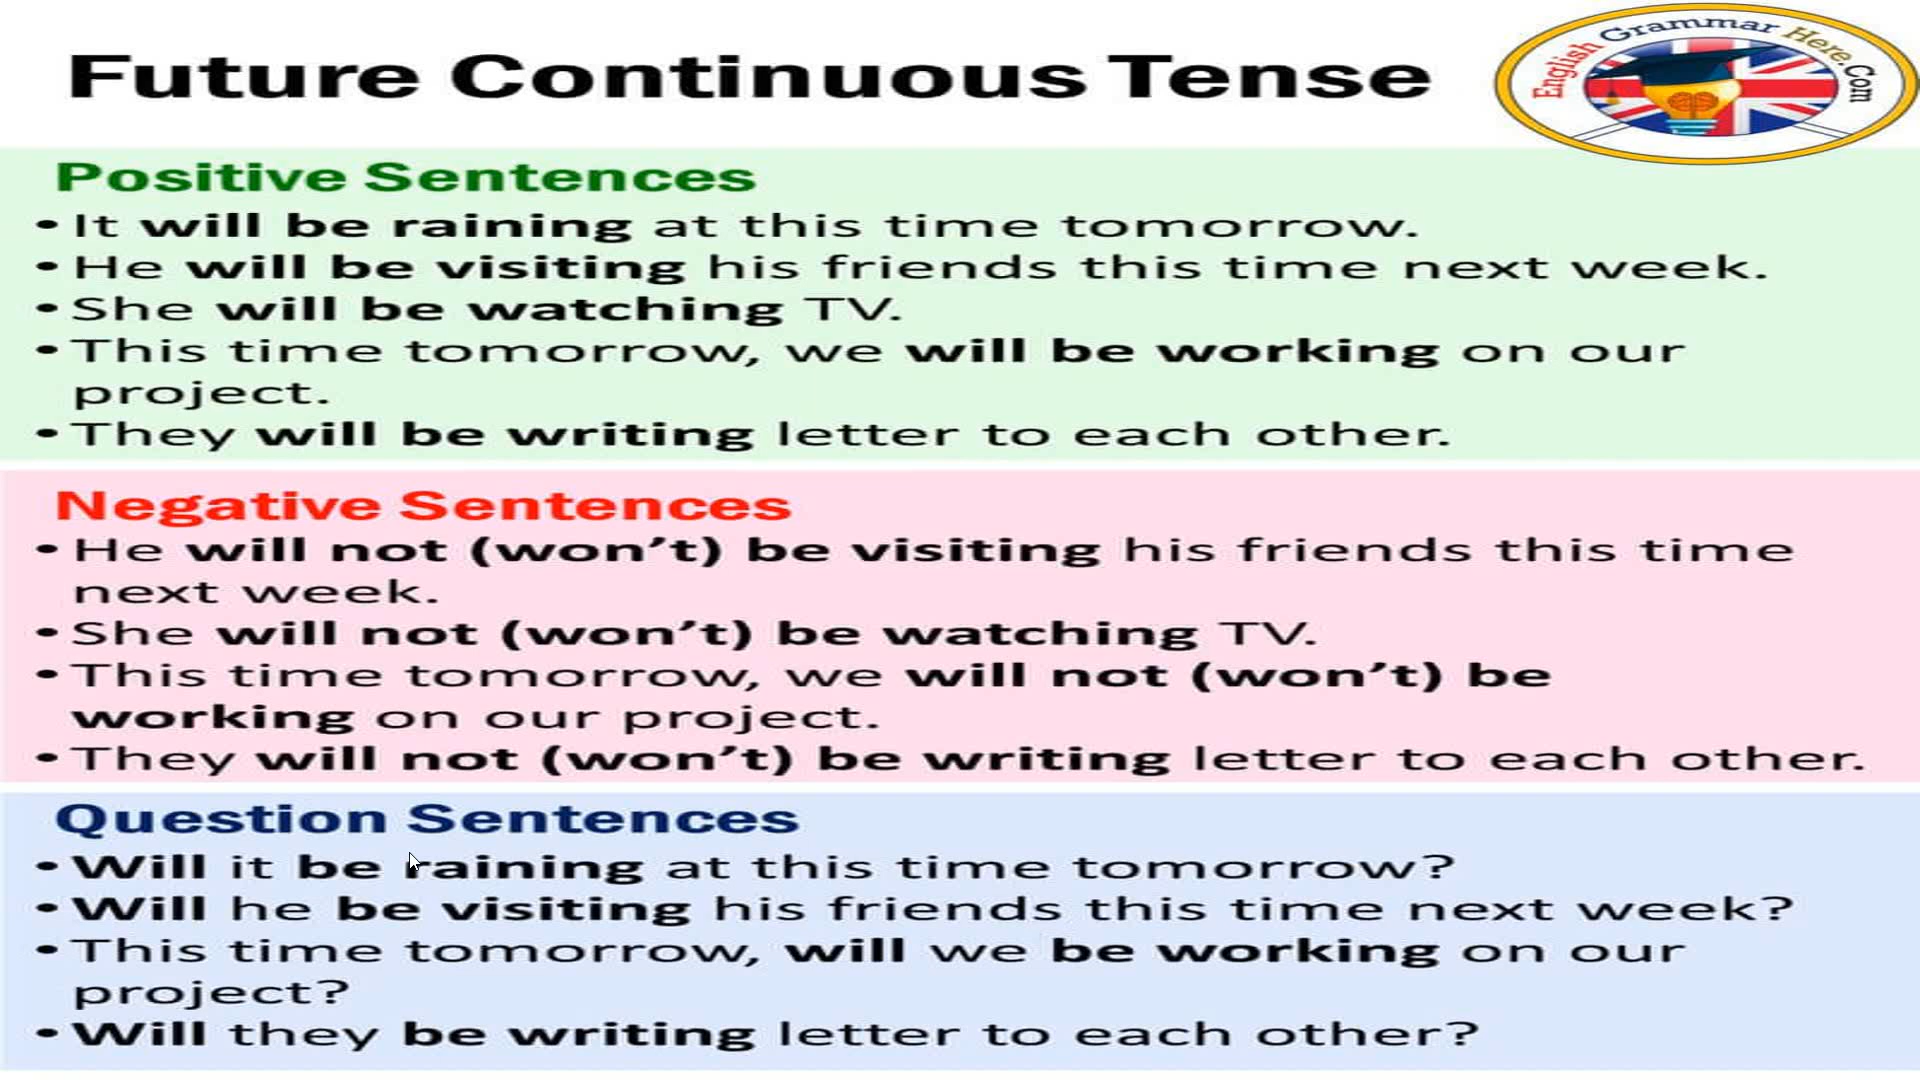 Future Continuous Tense
English Grammar Here.Com
Positive Sentences
• It will be raining at this time tomorrow.
• He will be visiting his friends this time next week.
• She will be watching TV.
• This time tomorrow, we will be working on our
project.
• They will be writing letter to each other.
Negative Sentences
• He will not (won’t) be visiting his friends this time
next week.
• She will not (won’t) be watching TV.
• This time tomorrow, we will not (won’t) be
working on our project.
• They will not (won’t) be writing letter to each other.
Question Sentences
• Will it be raining at this time tomorrow?
• Will he be visiting his friends this time next week?
• This time tomorrow, will we be working on our
project?
• Will they be writing letter to each other?